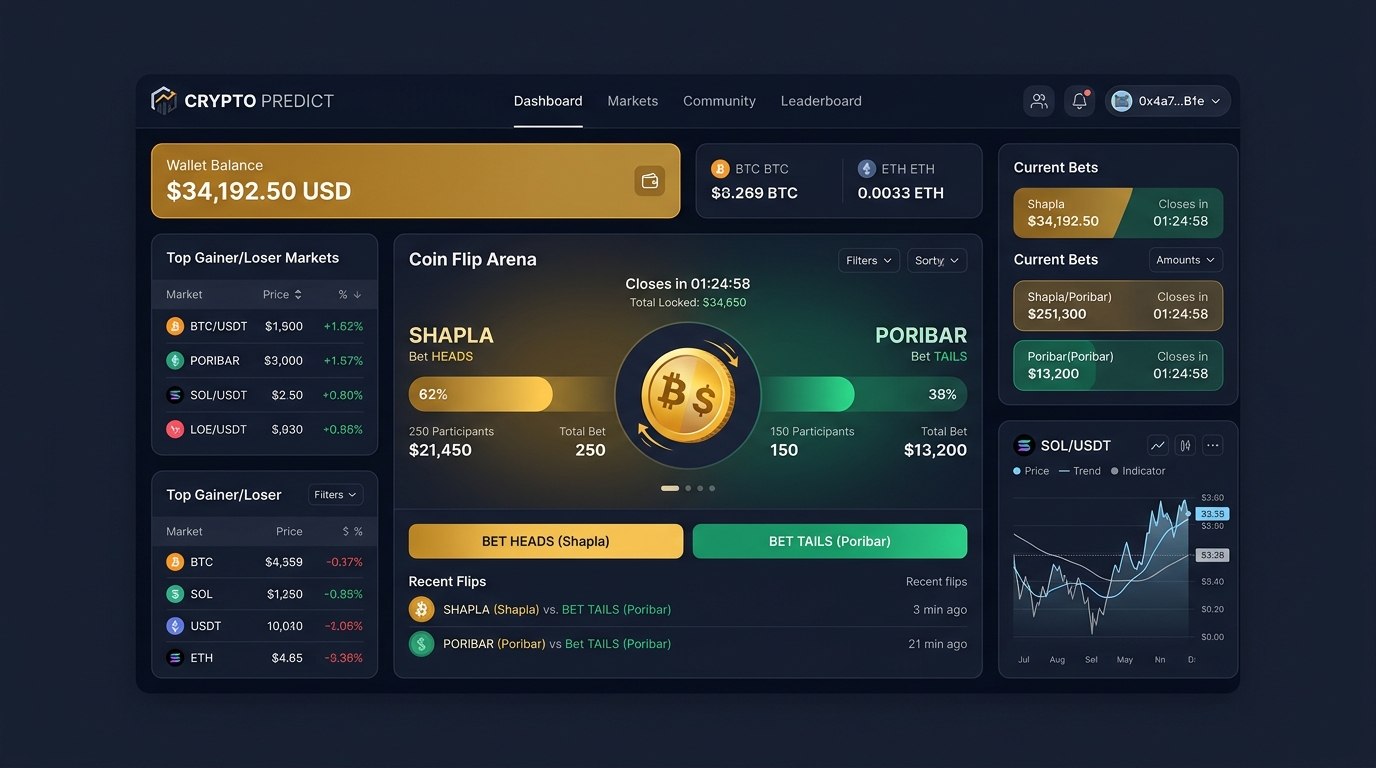 CRYPTO PREDICT
Dashboard
Markets
Community
Leaderboard
0x4a7...B1e
Wallet Balance
$34,192.50 USD
BTC BTC
$8.269 BTC
ETH ETH
0.0033 ETH
Top Gainer/Loser Markets
Market Price % ↓
BTC/USDT $1,900 +1.62%
PORIBAR $3,000 +1.57%
SOL/USDT $2.50 +0.80%
LOE/USDT $,930 +0.86%
Top Gainer/Loser
Filters
Market Price $ %
BTC $4,359 -0.37%
SOL $1,250 -0.85%
USDT 10,010
ETH $4.65
Coin Flip Arena
Filters
Sorty
Closes in 01:24:58
Total Locked: $34,650
SHAPLA
Bet HEADS
62%
250 Participants Total Bet
$21,450 250
PORIBAR
Bet TAILS
38%
150 Participants Total Bet
150 $13,200
BET HEADS (Shapla)
BET TAILS (Poribar)
Recent Flips Recent flips
SHAPLA (Shapla) vs. BET TAILS (Poribar) 3 min ago
PORIBAR (Poribar) vs Bet TAILS (Poribar) 21 min ago
Current Bets
Shapla Closes in
$34,192.50 01:24:58
Current Bets Amounts
Shapla/Poribar) Closes in
$251,300 01:24:58
Poribar(Poribar) Closes in
$13,200 01:24:58
SOL/USDT
Price Trend Indicator
$3.60
33.55
$3.60
$3.28
$3.40
$0.20
$0.00
Jul Aug Sel May Nn D: